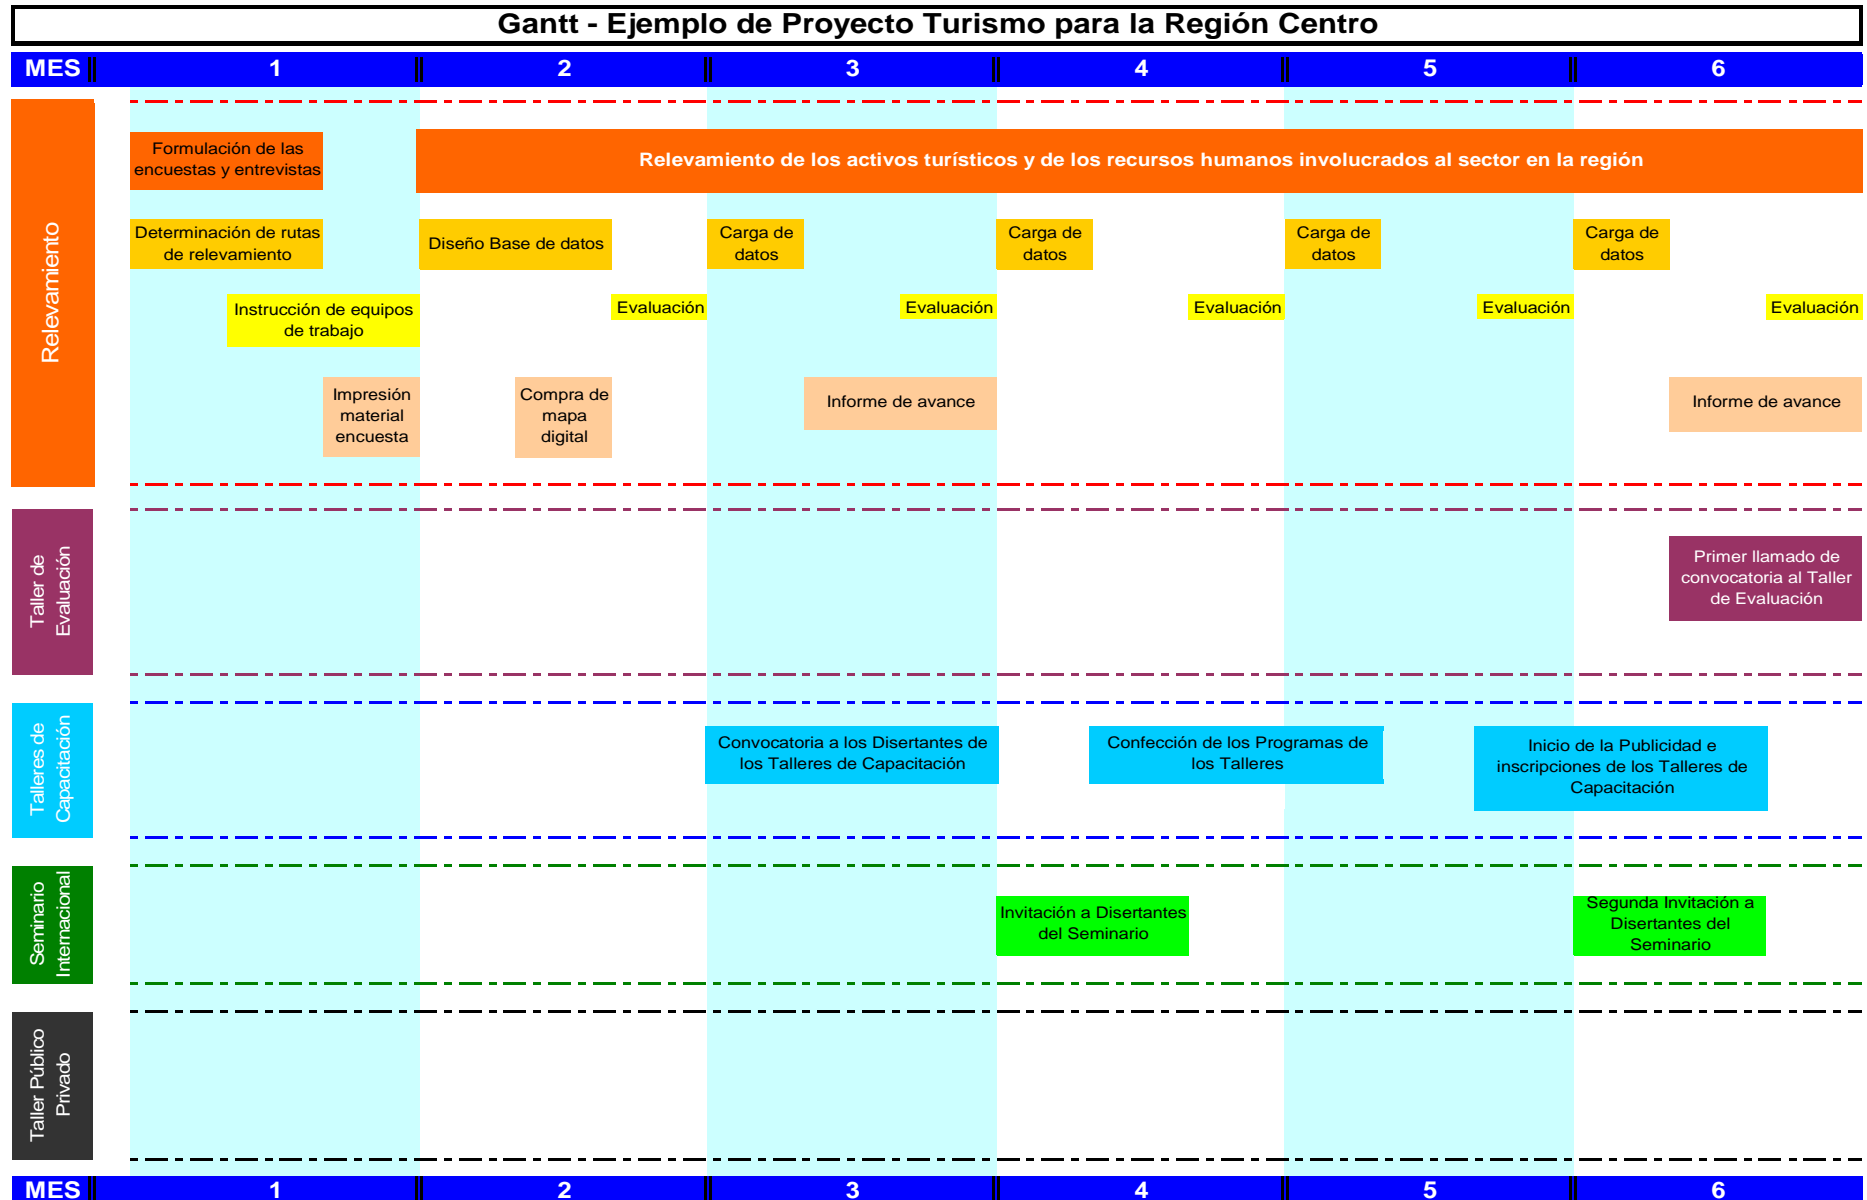 Gantt - Ejemplo de Proyecto Turismo para la Región Centro
MES 1 2 3 4 5 6
Relevamiento
Formulación de las
encuestas y entrevistas
Relevamiento de los activos turísticos y de los recursos humanos involucrados al sector en la región
Determinación de rutas
de relevamiento
Diseño Base de datos
Carga de
datos
Carga de
datos
Carga de
datos
Carga de
datos
Instrucción de equipos
de trabajo
Evaluación
Evaluación
Evaluación
Evaluación
Evaluación
Impresión
material
encuesta
Compra de
mapa
digital
Informe de avance
Informe de avance
Taller de
Evaluación
Primer llamado de
convocatoria al Taller
de Evaluación
Talleres de
Capacitación
Convocatoria a los Disertantes de
los Talleres de Capacitación
Confección de los Programas de
los Talleres
Inicio de la Publicidad e
inscripciones de los Talleres de
Capacitación
Seminario
Internacional
Invitación a Disertantes
del Seminario
Segunda Invitación a
Disertantes del
Seminario
Taller Público
Privado
MES 1 2 3 4 5 6